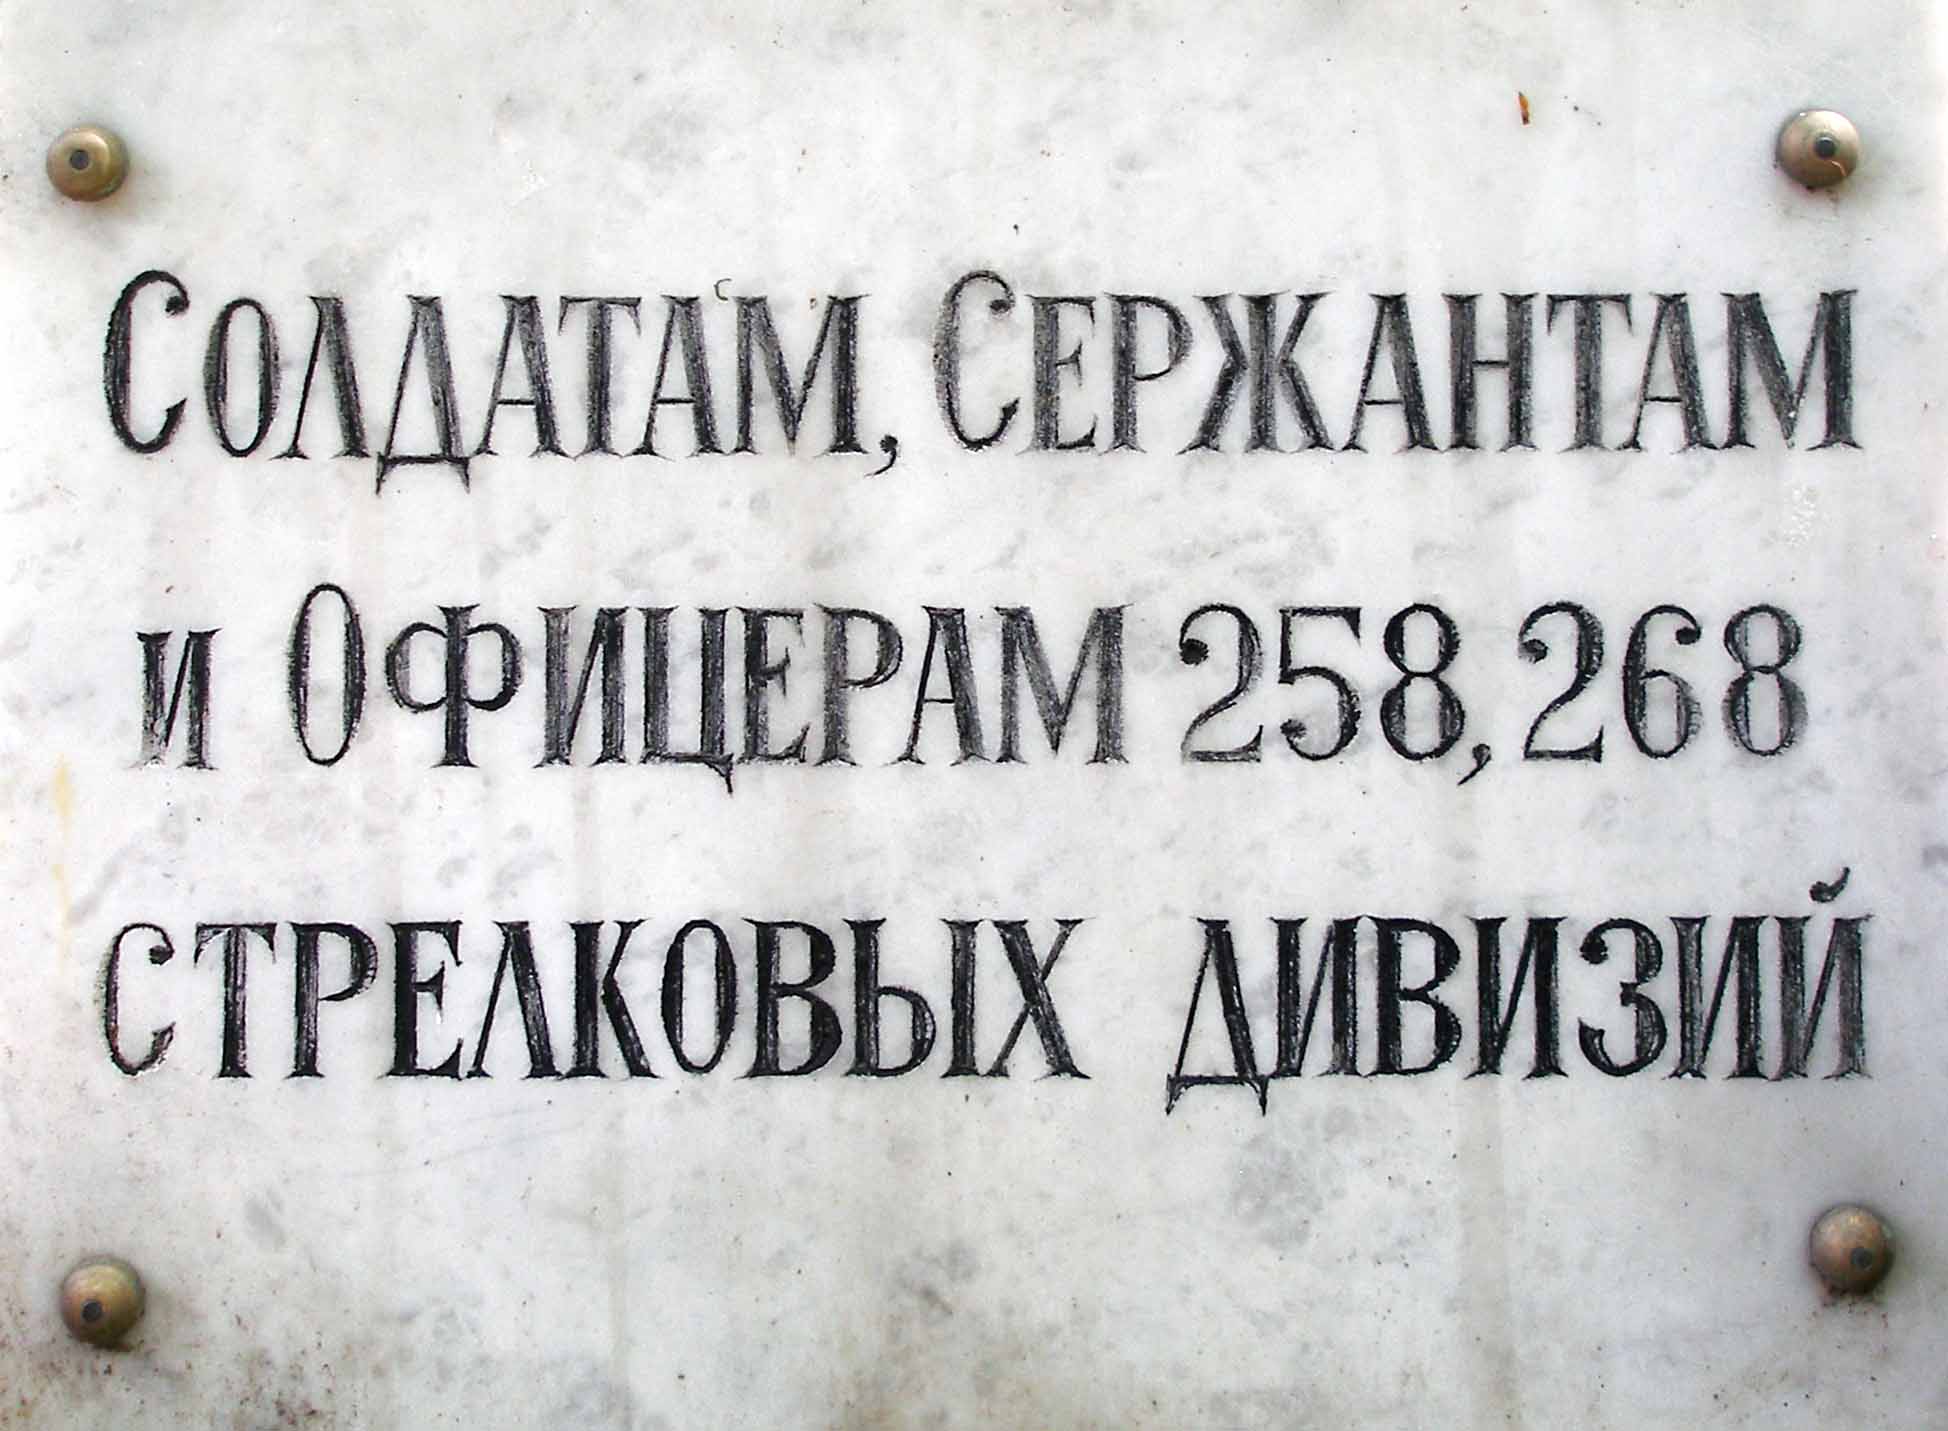 Солдатам, Сержантам
и Офицерам 258, 268
стрелковых дивизий